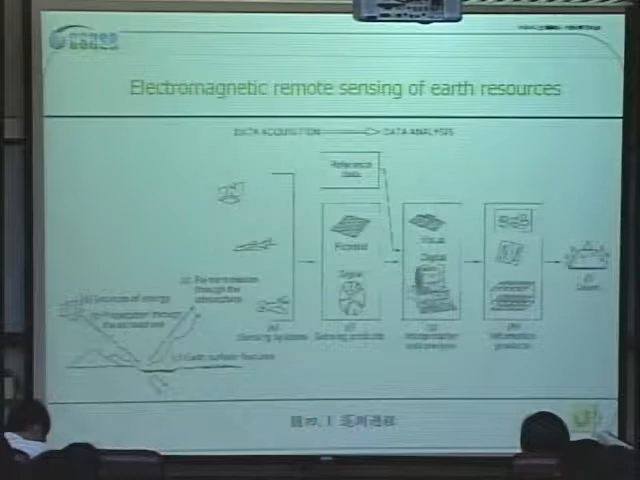 Electromagnetic remote sensing of earth resources
DATA ACQUISITION
DATA ANALYSIS
Reference
data
Pictorial
Visual
Digital
Digital
(a) Sources of energy
(b) Propagation through
the atmosphere
(c) Earth surface features
(d) Re-transmission
through the
atmosphere
(e)
Sensing systems
(f)
Sensing products
(g)
Interpretation
and analysis
(h)
Information
products
(i)
Users